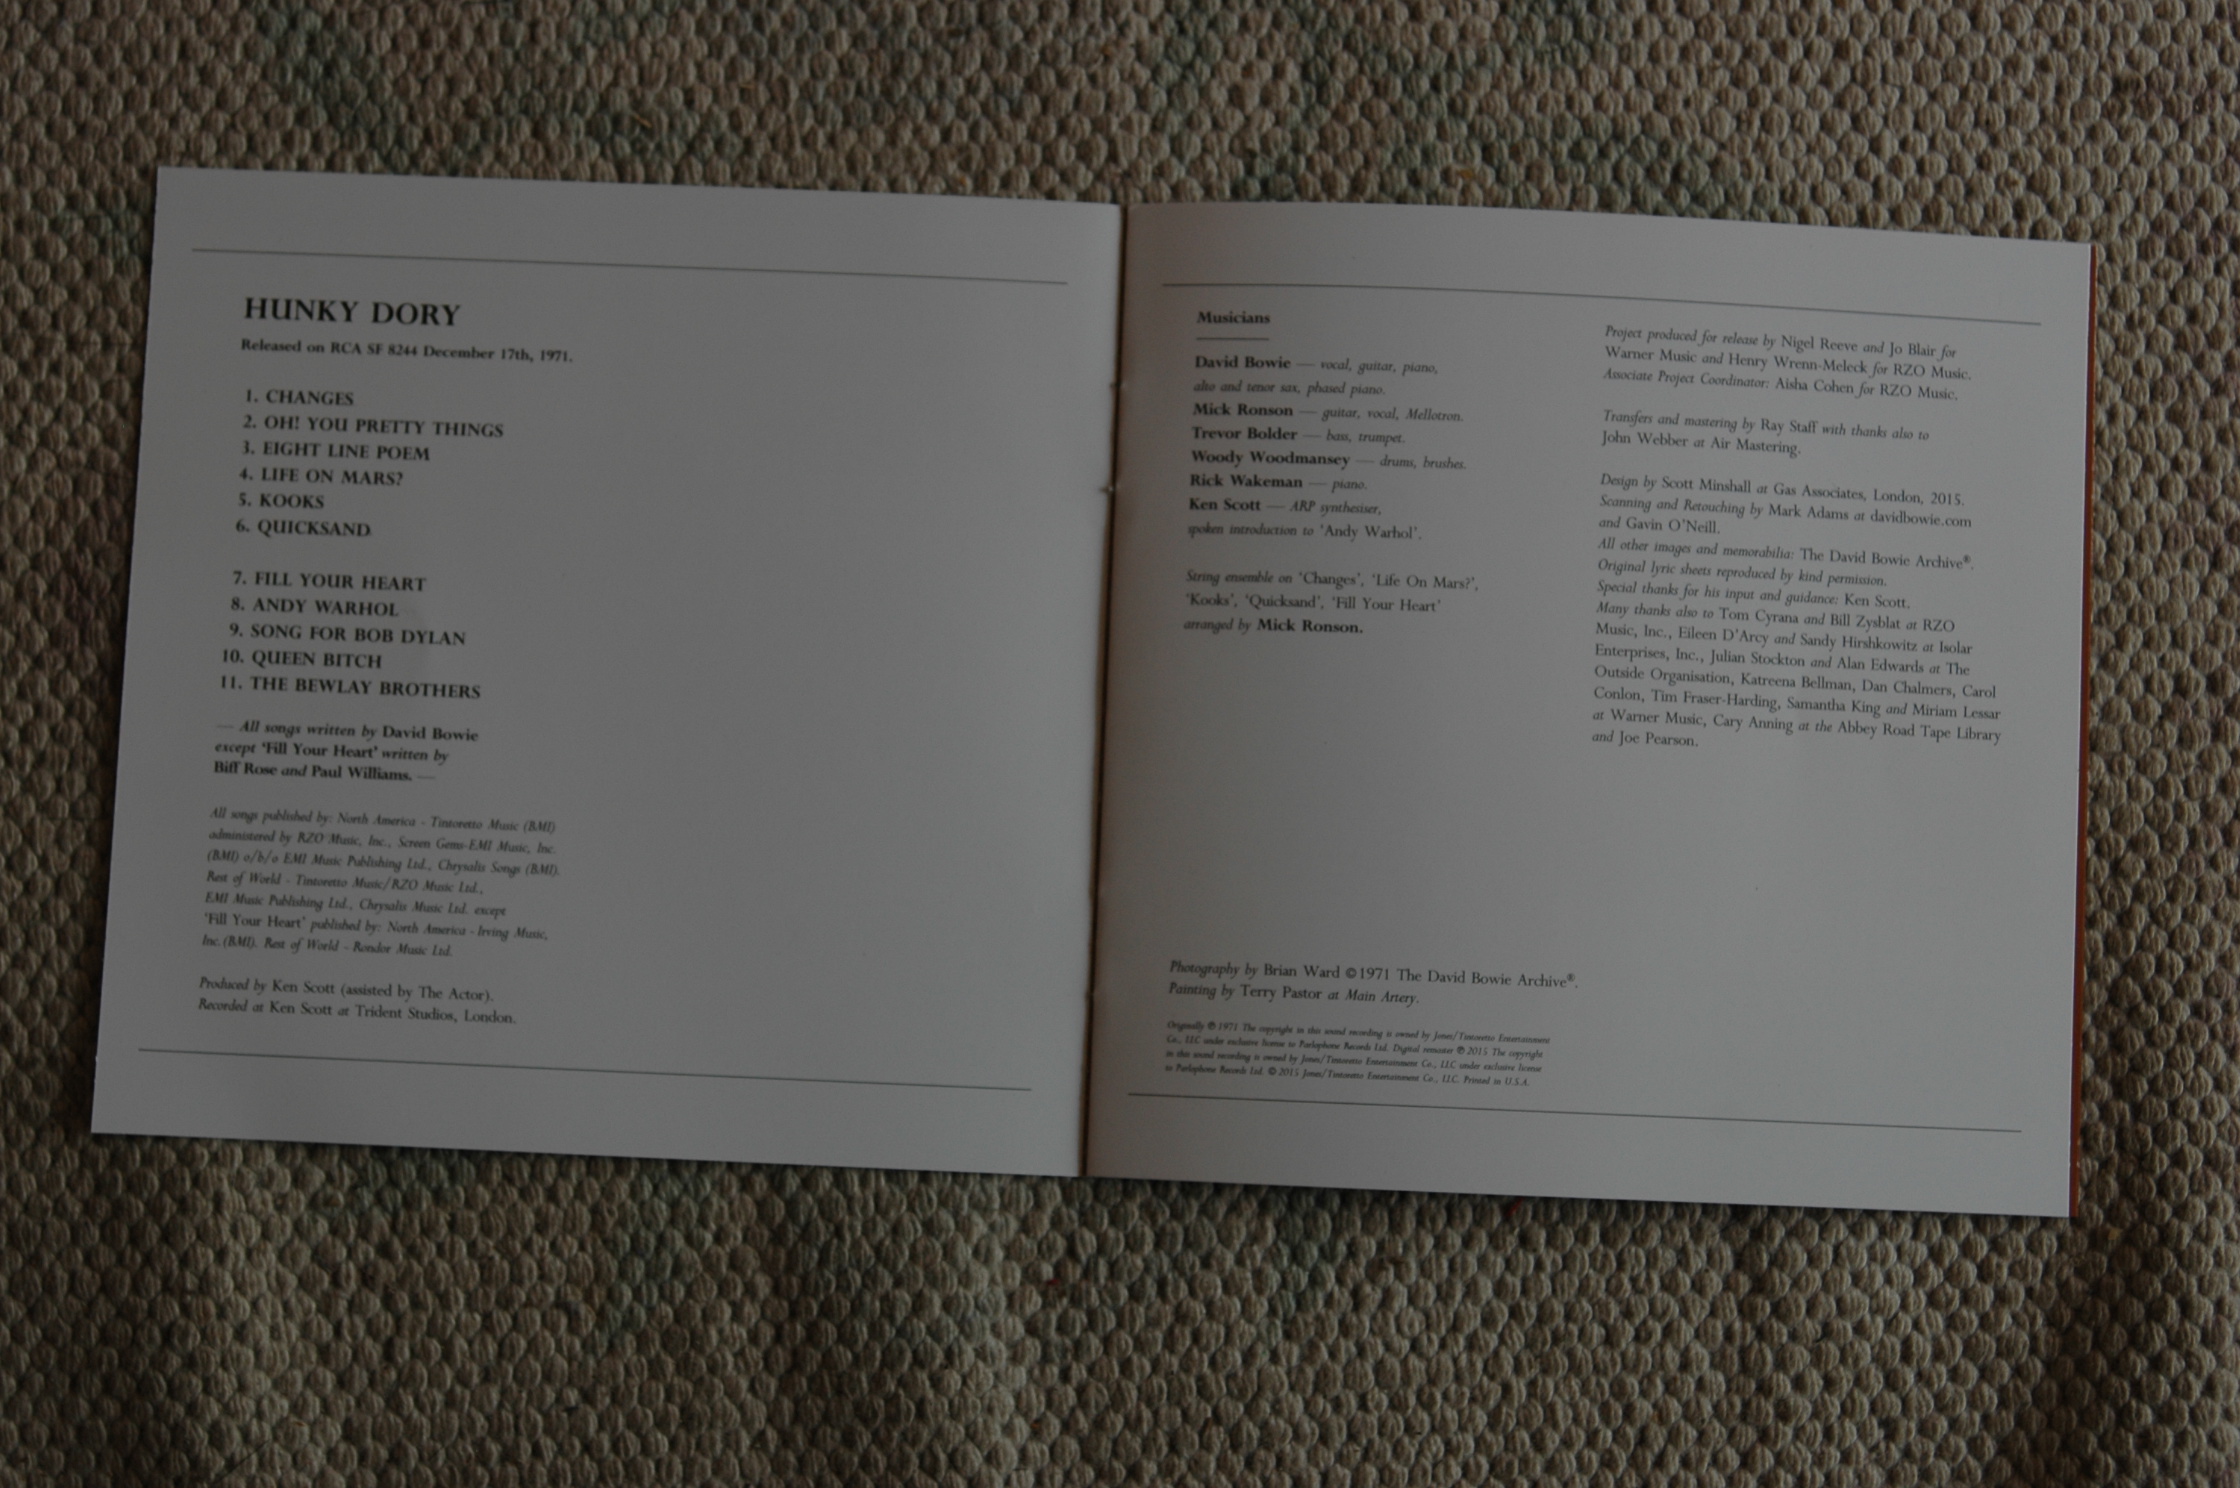 HUNKY DORY
Released on RCA SF 8244 December 17th, 1971.
1. CHANGES
2. OH! YOU PRETTY THINGS
3. EIGHT LINE POEM
4. LIFE ON MARS?
5. KOOKS
6. QUICKSAND
7. FILL YOUR HEART
8. ANDY WARHOL
9. SONG FOR BOB DYLAN
10. QUEEN BITCH
11. THE BEWLAY BROTHERS
— All songs written by David Bowie
except 'Fill Your Heart' written by
Biff Rose and Paul Williams. —
All songs published by: North America - Tintoretto Music (BMI)
administered by RZO Music, Inc., Screen Gems-EMI Music, Inc.
(BMI) o/b/o EMI Music Publishing Ltd., Chrysalis Songs (BMI).
Rest of World - Tintoretto Music/RZO Music Ltd.,
EMI Music Publishing Ltd., Chrysalis Music Ltd. except
'Fill Your Heart' published by: North America - Irving Music,
Inc.(BMI). Rest of World - Rondor Music Ltd.
Produced by Ken Scott (assisted by The Actor).
Recorded at Ken Scott at Trident Studios, London.
Musicians
David Bowie — vocal, guitar, piano,
alto and tenor sax, phased piano.
Mick Ronson — guitar, vocal, Mellotron.
Trevor Bolder — bass, trumpet.
Woody Woodmansey — drums, brushes.
Rick Wakeman — piano.
Ken Scott — ARP synthesiser,
spoken introduction to 'Andy Warhol'.
String ensemble on 'Changes', 'Life On Mars?',
'Kooks', 'Quicksand', 'Fill Your Heart'
arranged by Mick Ronson.
Photography by Brian Ward ©1971 The David Bowie Archive®.
Painting by Terry Pastor at Main Artery.
Originally ℗ 1971 The copyright in this sound recording is owned by Jones/Tintoretto Entertainment
Co., LLC under exclusive license to Parlophone Records Ltd. Digital remaster ℗ 2015 The copyright
in this sound recording is owned by Jones/Tintoretto Entertainment Co., LLC under exclusive license
to Parlophone Records Ltd. © 2015 Jones/Tintoretto Entertainment Co., LLC. Printed in U.S.A.
Project produced for release by Nigel Reeve and Jo Blair for
Warner Music and Henry Wrenn-Meleck for RZO Music.
Associate Project Coordinator: Aisha Cohen for RZO Music.
Transfers and mastering by Ray Staff with thanks also to
John Webber at Air Mastering.
Design by Scott Minshall at Gas Associates, London, 2015.
Scanning and Retouching by Mark Adams at davidbowie.com
and Gavin O'Neill.
All other images and memorabilia: The David Bowie Archive®.
Original lyric sheets reproduced by kind permission.
Special thanks for his input and guidance: Ken Scott.
Many thanks also to Tom Cyrana and Bill Zysblat at RZO
Music, Inc., Eileen D'Arcy and Sandy Hirshkowitz at Isolar
Enterprises, Inc., Julian Stockton and Alan Edwards at The
Outside Organisation, Katreena Bellman, Dan Chalmers, Carol
Conlon, Tim Fraser-Harding, Samantha King and Miriam Lessar
at Warner Music, Cary Anning at the Abbey Road Tape Library
and Joe Pearson.